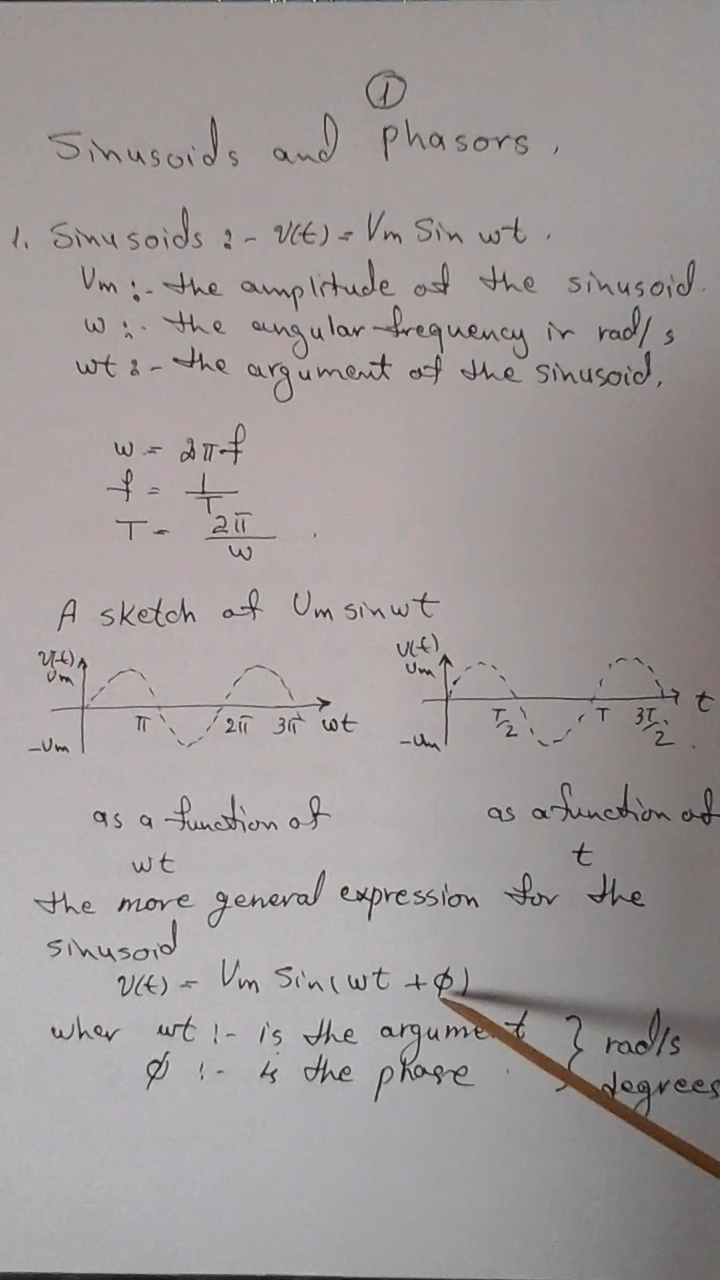 ①
Sinusoids and phasors.
1. Sinusoids :- v(t) = Vm Sin wt.
Vm :- the amplitude of the sinusoid.
w :- the angular frequency in rad/s
wt :- the argument of the sinusoid.
w = 2πf
f = 1/T
T = 2π/w
A sketch of Vm sinwt
v(t) Vm -Vm π 2π 3π wt
v(t) Vm -Vm T/2 T 3T/2 t
as a function of wt
as a function of t
the more general expression for the
sinusoid
v(t) = Vm Sin(wt + φ)
wher wt :- is the argument } rad/s
φ :- is the phase. degrees